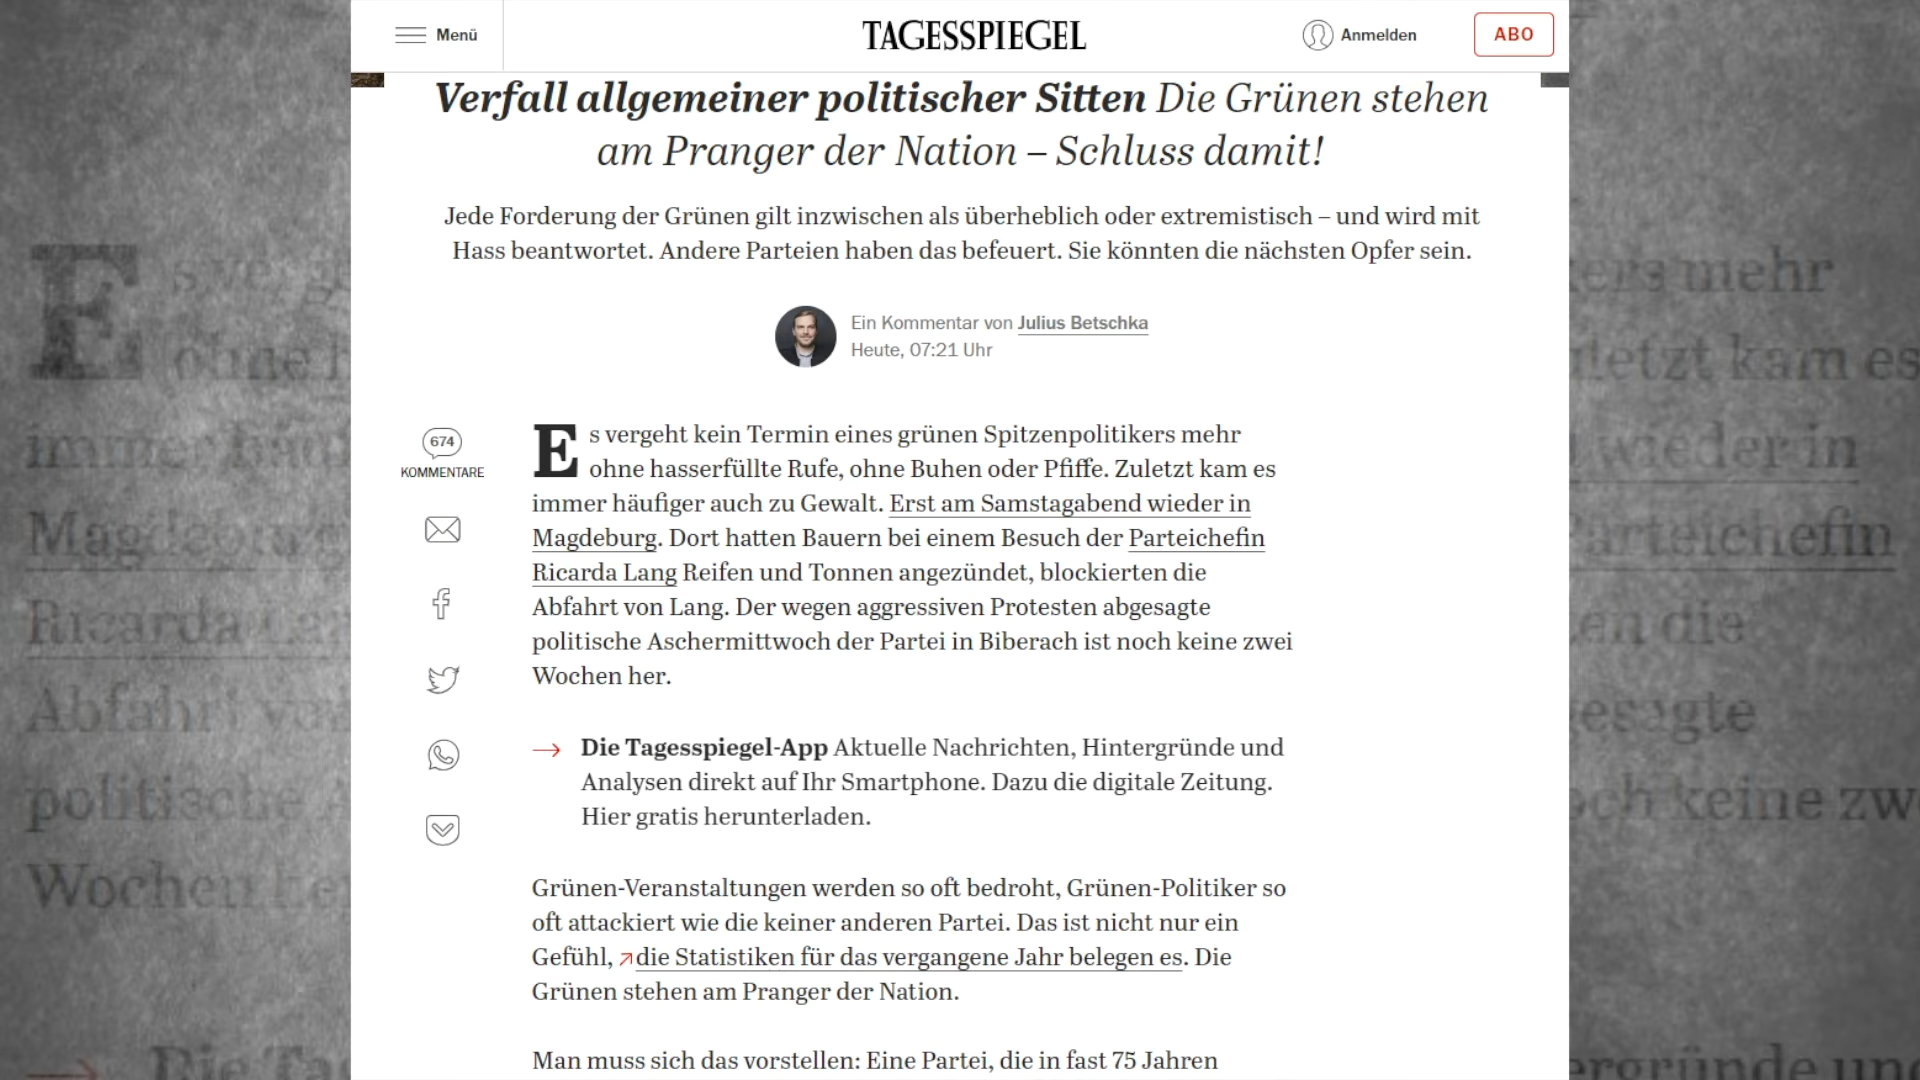 Menü
TAGESSPIEGEL
Anmelden
ABO
Verfall allgemeiner politischer Sitten Die Grünen stehen
am Pranger der Nation – Schluss damit!
Jede Forderung der Grünen gilt inzwischen als überheblich oder extremistisch – und wird mit
Hass beantwortet. Andere Parteien haben das befeuert. Sie könnten die nächsten Opfer sein.
Ein Kommentar von Julius Betschka
Heute, 07:21 Uhr
674
KOMMENTARE
Es vergeht kein Termin eines grünen Spitzenpolitikers mehr
ohne hasserfüllte Rufe, ohne Buhen oder Pfiffe. Zuletzt kam es
immer häufiger auch zu Gewalt. Erst am Samstagabend wieder in
Magdeburg. Dort hatten Bauern bei einem Besuch der Parteichefin
Ricarda Lang Reifen und Tonnen angezündet, blockierten die
Abfahrt von Lang. Der wegen aggressiven Protesten abgesagte
politische Aschermittwoch der Partei in Biberach ist noch keine zwei
Wochen her.
Die Tagesspiegel-App Aktuelle Nachrichten, Hintergründe und
Analysen direkt auf Ihr Smartphone. Dazu die digitale Zeitung.
Hier gratis herunterladen.
Grünen-Veranstaltungen werden so oft bedroht, Grünen-Politiker so
oft attackiert wie die keiner anderen Partei. Das ist nicht nur ein
Gefühl, die Statistiken für das vergangene Jahr belegen es. Die
Grünen stehen am Pranger der Nation.
Man muss sich das vorstellen: Eine Partei, die in fast 75 Jahren